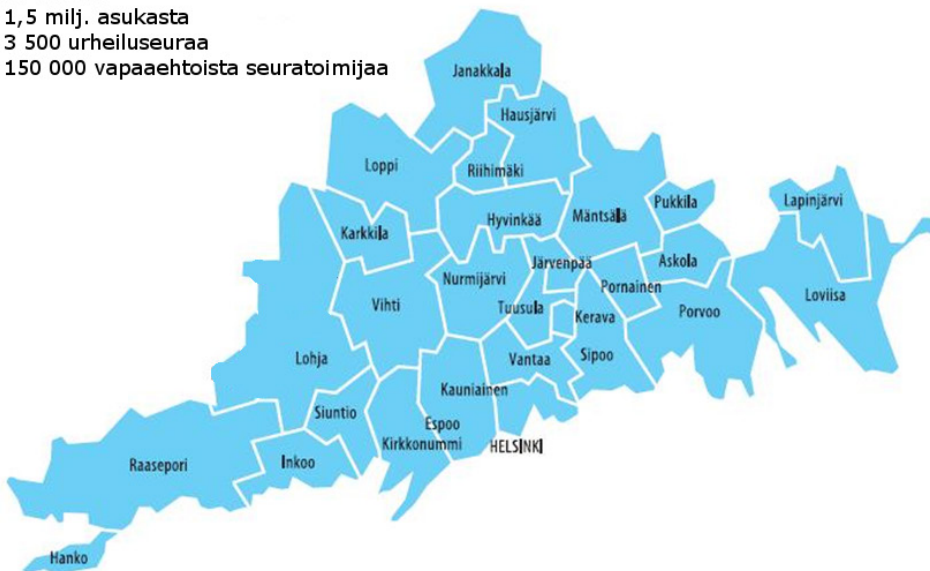 1,5 milj. asukasta
3 500 urheiluseuraa
150 000 vapaaehtoista seuratoimijaa
Janakkala
Hausjärvi
Loppi
Riihimäki
Lapinjärvi
Pukkila
Karkkila
Hyvinkää
Mäntsälä
Järvenpää
Askola
Nurmijärvi
Pornainen
Loviisa
Vihti
Tuusula
Kerava
Porvoo
Lohja
Vantaa
Sipoo
Kauniainen
Siuntio
Espoo
Kirkkonummi
HELSINKI
Raasepori
Inkoo
Hanko